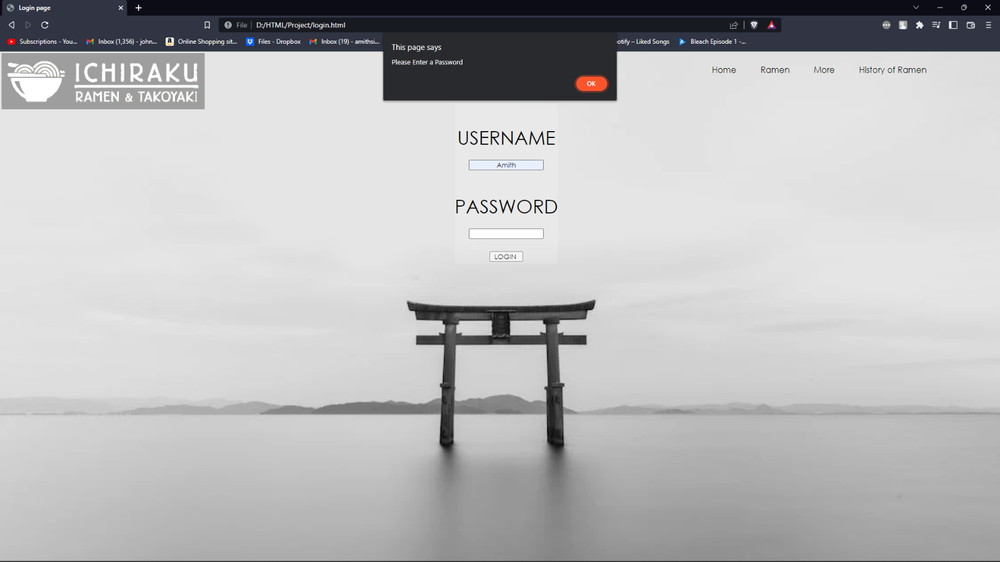 Login page
File D:/HTML/Project/login.html
Subscriptions - You... Inbox (1,356) - john... Online Shopping sit... Files - Dropbox Inbox (19) - amithsi... otify – Liked Songs Bleach Episode 1 -...
This page says
Please Enter a Password
OK
ICHIRAKU
RAMEN & TAKOYAKI
Home Ramen More History of Ramen
USERNAME
Amith
PASSWORD
LOGIN